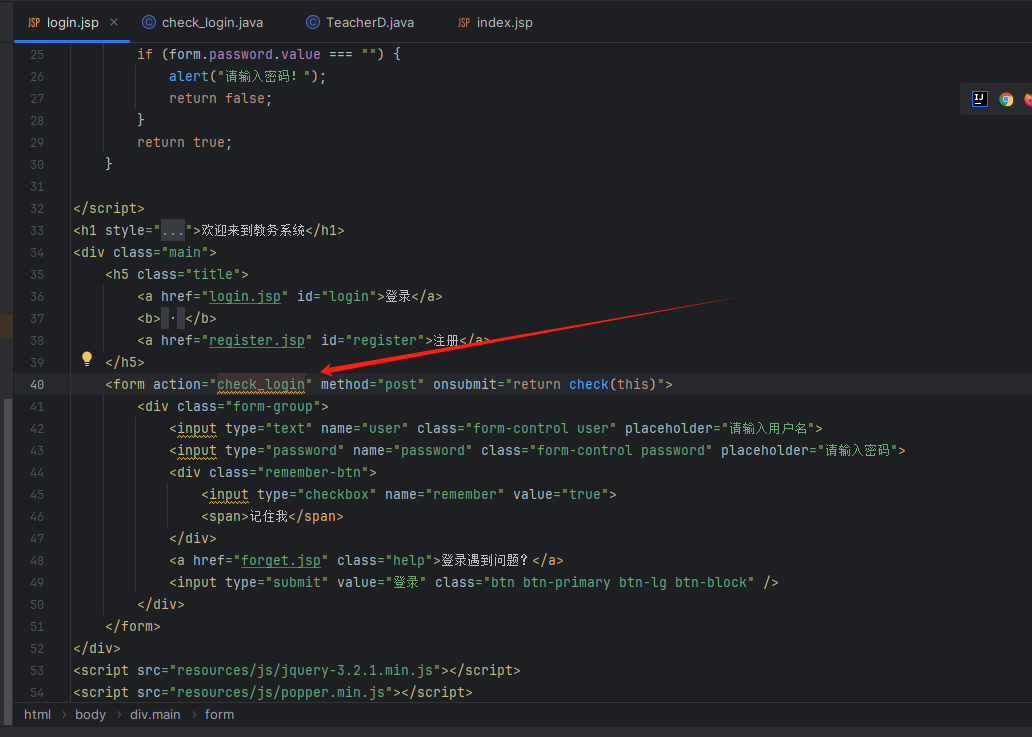 login.jsp check_login.java TeacherD.java index.jsp
25 if (form.password.value === "") {
26 alert("请输入密码! ");
27 return false;
28 }
29 return true;
30 }
31
32 </script>
33 <h1 style="...">欢迎来到教务系统</h1>
34 <div class="main">
35 <h5 class="title">
36 <a href="login.jsp" id="login">登录</a>
37 <b> · </b>
38 <a href="register.jsp" id="register">注册</a>
39 </h5>
40 <form action="check_login" method="post" onsubmit="return check(this)">
41 <div class="form-group">
42 <input type="text" name="user" class="form-control user" placeholder="请输入用户名">
43 <input type="password" name="password" class="form-control password" placeholder="请输入密码">
44 <div class="remember-btn">
45 <input type="checkbox" name="remember" value="true">
46 <span>记住我</span>
47 </div>
48 <a href="forget.jsp" class="help">登录遇到问题? </a>
49 <input type="submit" value="登录" class="btn btn-primary btn-lg btn-block" />
50 </div>
51 </form>
52 </div>
53 <script src="resources/js/jquery-3.2.1.min.js"></script>
54 <script src="resources/js/popper.min.js"></script>
html › body › div.main › form